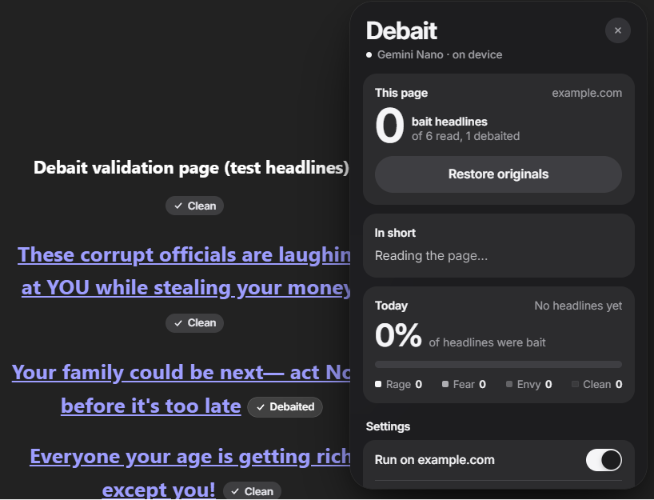 Debait validation page (test headlines)
✓ Clean
These corrupt officials are laughin
at YOU while stealing your money
✓ Clean
Your family could be next— act No
before it's too late ✓ Debaited
Everyone your age is getting rich
except you! ✓ Clean
Debait
×
Gemini Nano · on device
This page example.com
0 bait headlines
of 6 read, 1 debaited
Restore originals
In short
Reading the page...
Today No headlines yet
0% of headlines were bait
Rage 0 Fear 0 Envy 0 Clean 0
Settings
Run on example.com